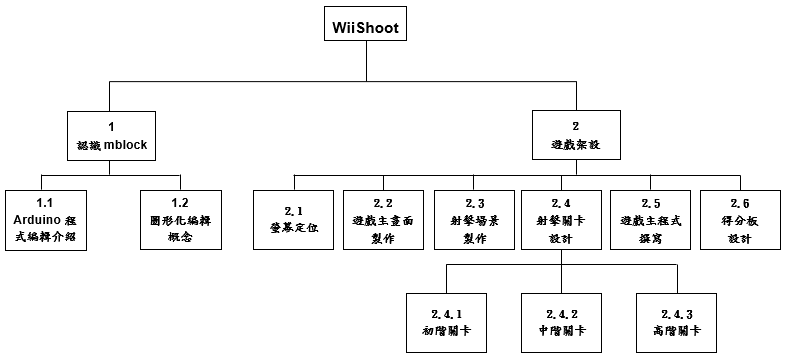 WiiShoot
1
認識 mblock
2
遊戲架設
1.1
Arduino 程
式編輯介紹
1.2
圖形化編輯
概念
2.1
螢幕定位
2.2
遊戲主畫面
製作
2.3
射擊場景
製作
2.4
射擊關卡
設計
2.5
遊戲主程式
撰寫
2.6
得分板
設計
2.4.1
初階關卡
2.4.2
中階關卡
2.4.3
高階關卡